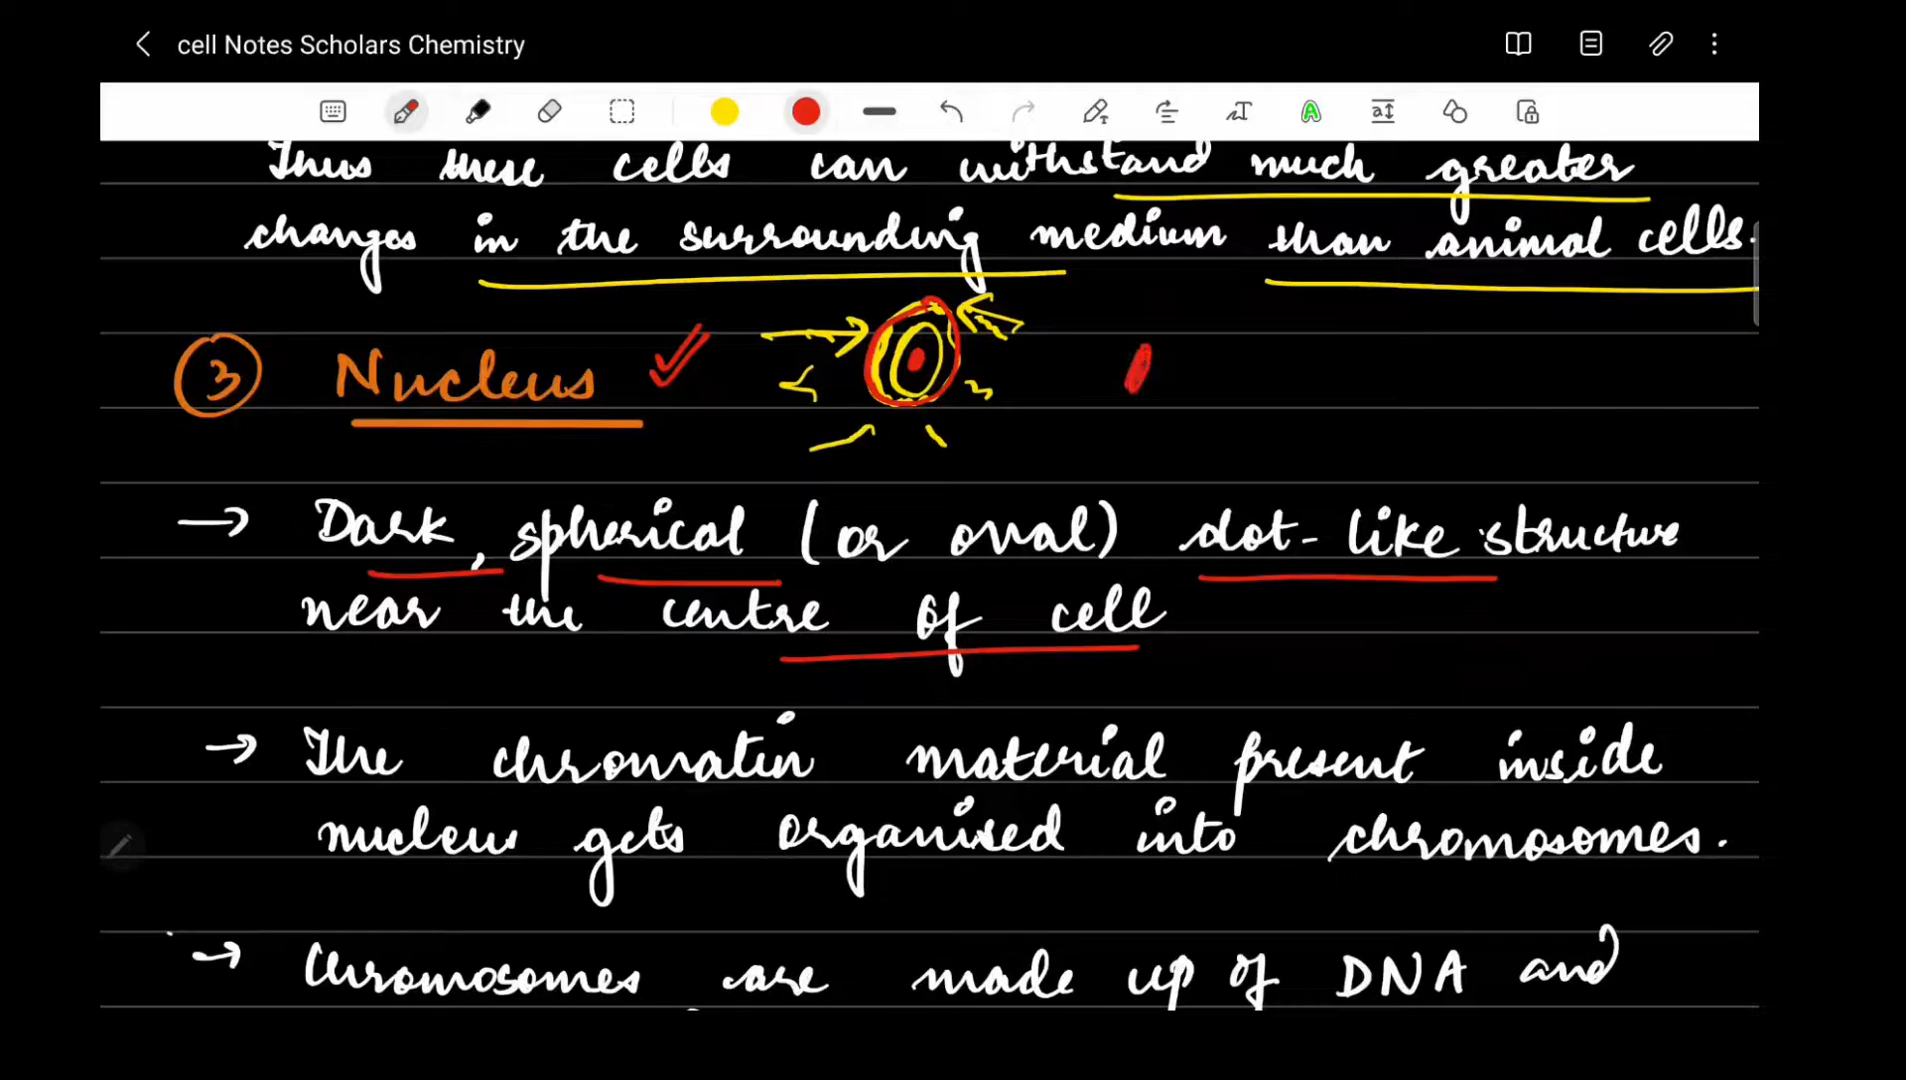 cell Notes Scholars Chemistry
Thus these cells can withstand much greater
changes in the surrounding medium than animal cells.
③ Nucleus
→ Dark, spherical (or oval) dot-like structure
near the centre of cell
→ The chromatin material present inside
nucleus gets organised into chromosomes.
→ Chromosomes are made up of DNA and